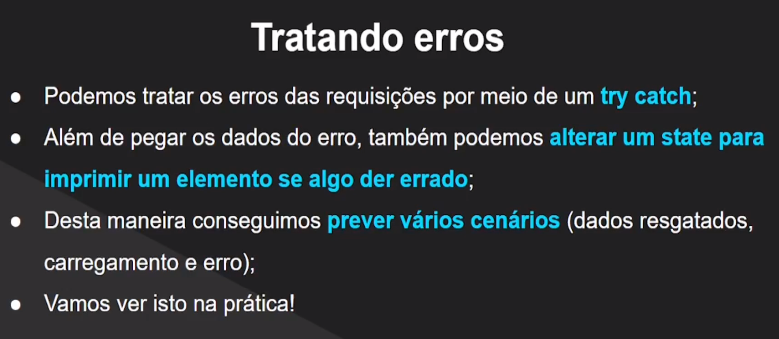 Tratando erros
● Podemos tratar os erros das requisições por meio de um try catch;
● Além de pegar os dados do erro, também podemos alterar um state para
imprimir um elemento se algo der errado;
● Desta maneira conseguimos prever vários cenários (dados resgatados,
carregamento e erro);
● Vamos ver isto na prática!